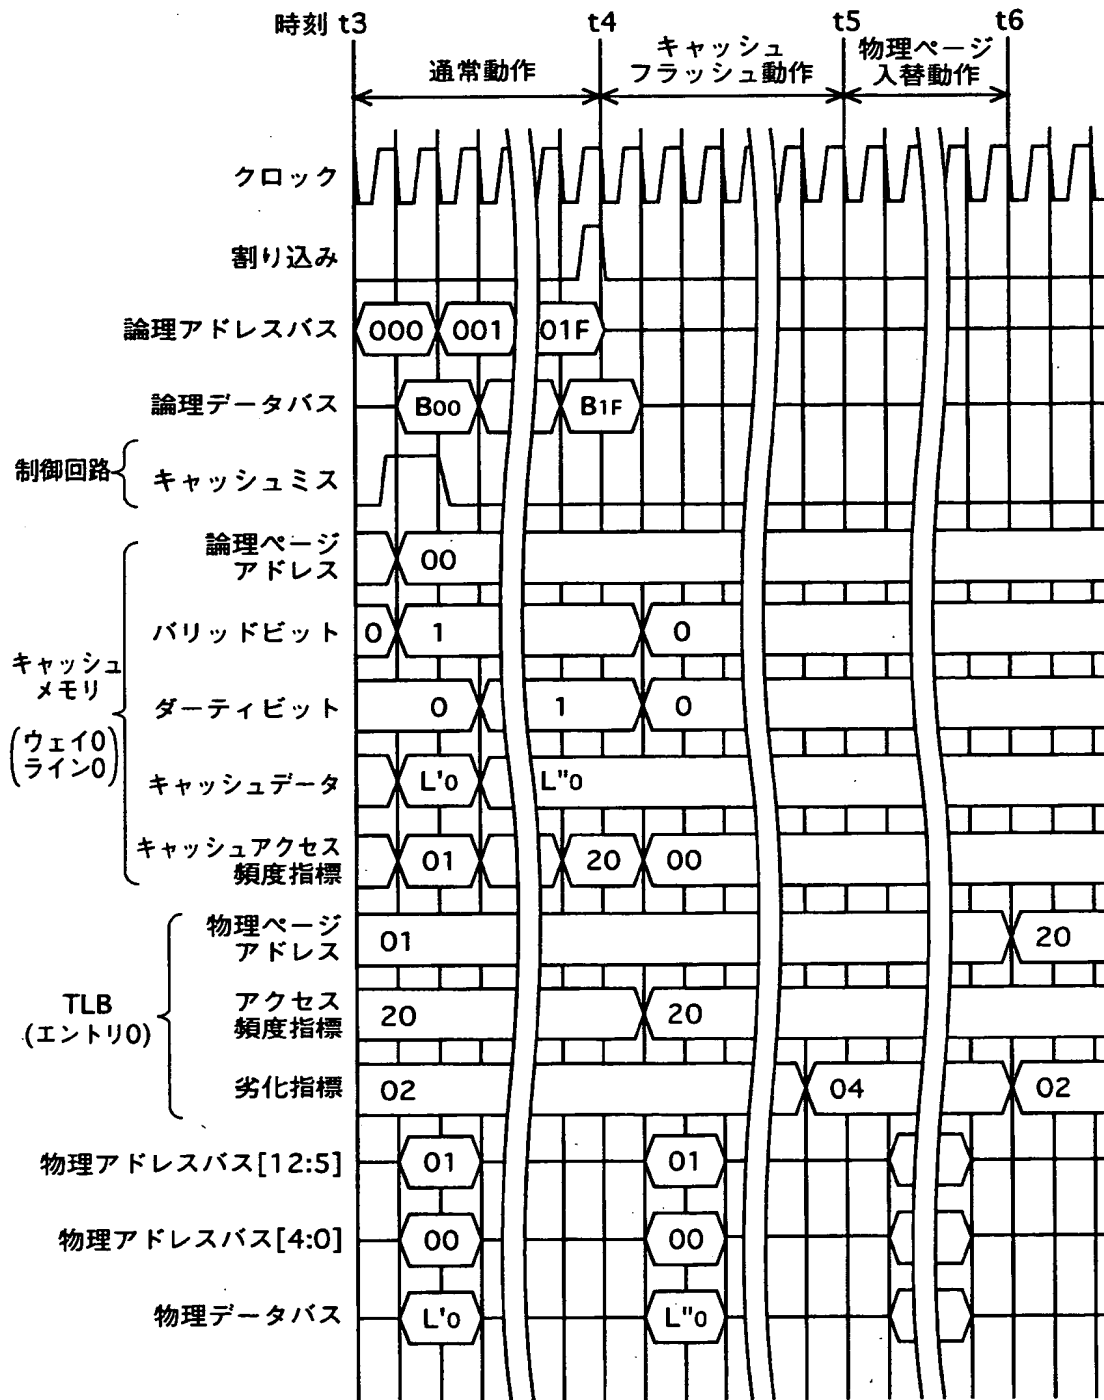 時刻 t3 t4 t5 t6
通常動作
キャッシュ
フラッシュ動作
物理ページ
入替動作
クロック
割り込み
論理アドレスバス 000 001 01F
論理データバス B00 B1F
制御回路
キャッシュミス
論理ページ
アドレス
00
バリッドビット 0 1 0
キャッシュ
メモリ
(ウェイ0
ライン0)
ダーティビット 0 1 0
キャッシュデータ L'0 L"0
キャッシュアクセス
頻度指標
01 20 00
物理ページ
アドレス
01 20
TLB
(エントリ0)
アクセス
頻度指標
20 20
劣化指標 02 04 02
物理アドレスバス[12:5] 01 01
物理アドレスバス[4:0] 00 00
物理データバス L'0 L"0